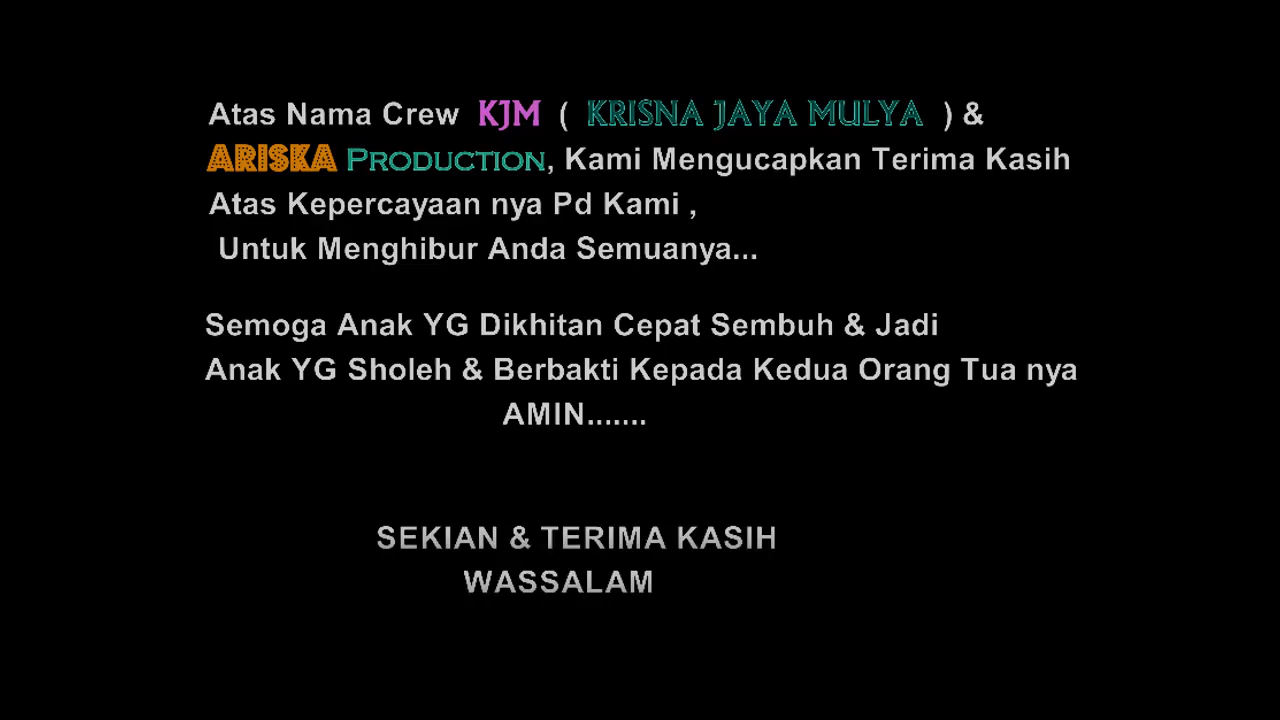 Atas Nama Crew KJM ( KRISNA JAYA MULYA ) &
ARISKA PRODUCTION, Kami Mengucapkan Terima Kasih
Atas Kepercayaan nya Pd Kami ,
Untuk Menghibur Anda Semuanya...
Semoga Anak YG Dikhitan Cepat Sembuh & Jadi
Anak YG Sholeh & Berbakti Kepada Kedua Orang Tua nya
AMIN.......
SEKIAN & TERIMA KASIH
WASSALAM